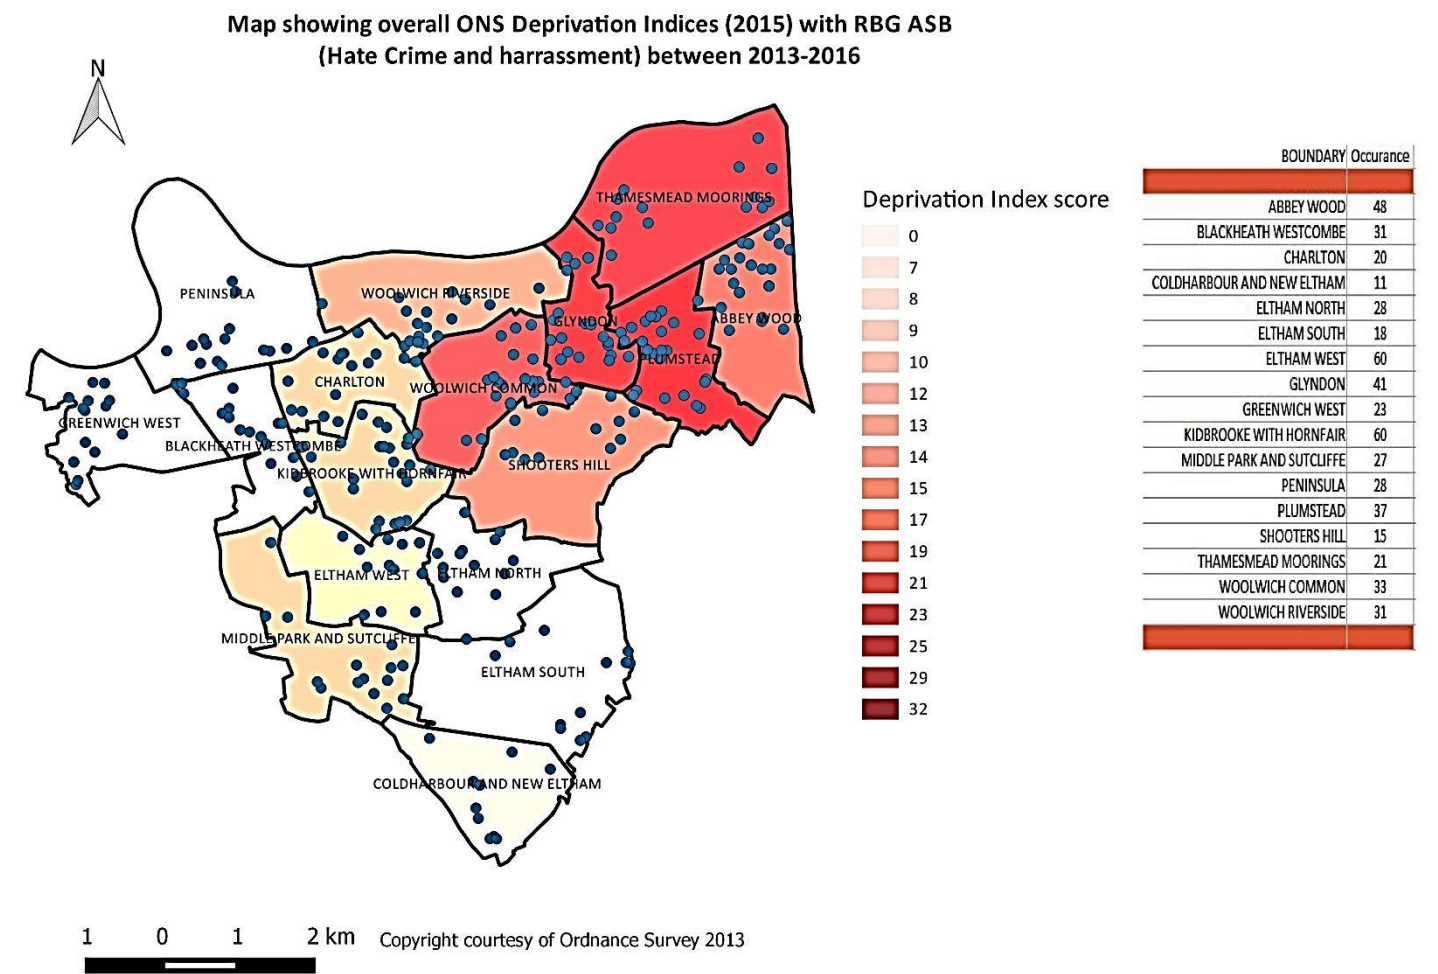 Map showing overall ONS Deprivation Indices (2015) with RBG ASB
(Hate Crime and harrassment) between 2013-2016
N
THAMESMEAD MOORINGS
PENINSULA
WOOLWICH RIVERSIDE
GLYNDON
ABBEY WOOD
PLUMSTEAD
CHARLTON
WOOLWICH COMMON
GREENWICH WEST
BLACKHEATH WESTCOMBE
KIDBROOKE WITH HORNFAIR
SHOOTERS HILL
ELTHAM WEST
ELTHAM NORTH
MIDDLE PARK AND SUTCLIFFE
ELTHAM SOUTH
COLDHARBOUR AND NEW ELTHAM
1 0 1 2 km
Copyright courtesy of Ordnance Survey 2013
Deprivation Index score
0
7
8
9
10
12
13
14
15
17
19
21
23
25
29
32
BOUNDARY Occurance
ABBEY WOOD 48
BLACKHEATH WESTCOMBE 31
CHARLTON 20
COLDHARBOUR AND NEW ELTHAM 11
ELTHAM NORTH 28
ELTHAM SOUTH 18
ELTHAM WEST 60
GLYNDON 41
GREENWICH WEST 23
KIDBROOKE WITH HORNFAIR 60
MIDDLE PARK AND SUTCLIFFE 27
PENINSULA 28
PLUMSTEAD 37
SHOOTERS HILL 15
THAMESMEAD MOORINGS 21
WOOLWICH COMMON 33
WOOLWICH RIVERSIDE 31